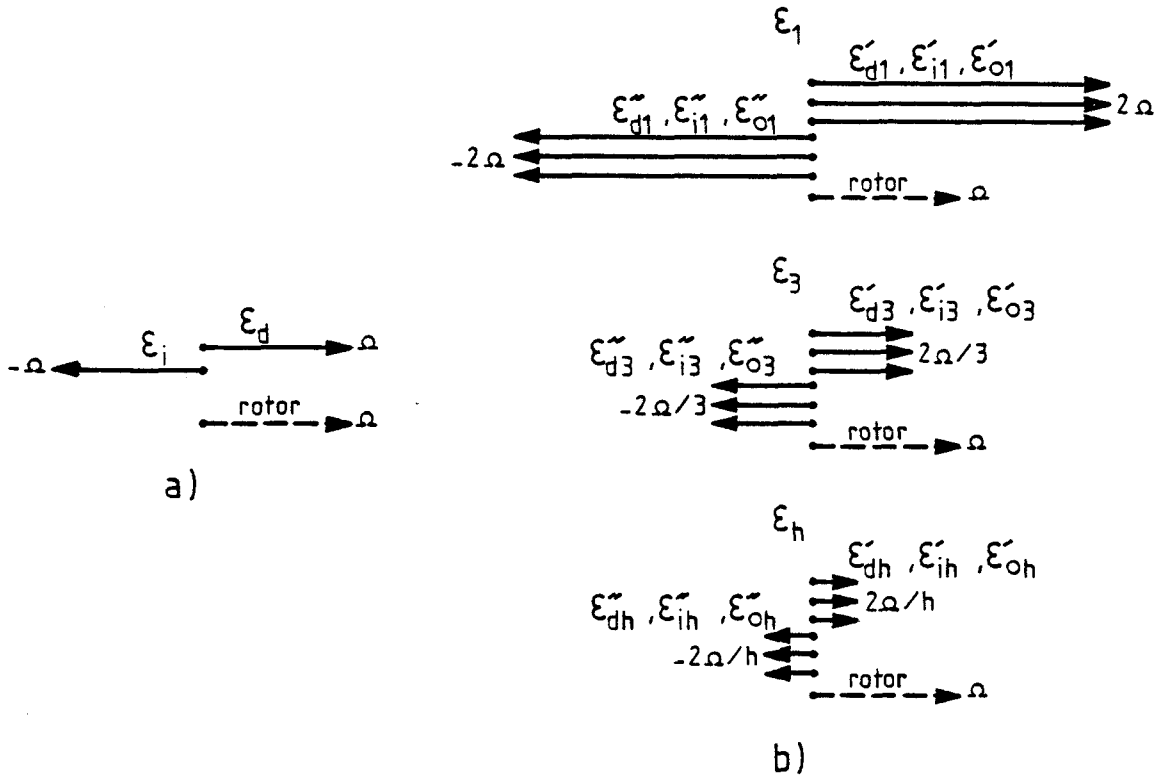 ε1
ε′d1 , ε′i1 , ε′o1
ε″d1 , ε″i1 , ε″o1
2Ω
-2Ω
rotor Ω
ε3
ε′d3 , ε′i3 , ε′o3
εd Ω
-Ω εi
2Ω/3
ε″d3 , ε″i3 , ε″o3
-2Ω/3
rotor Ω
rotor Ω
a)
εh
ε′dh , ε′ih , ε′oh
2Ω/h
ε″dh , ε″ih , ε″oh
-2Ω/h
rotor Ω
b)